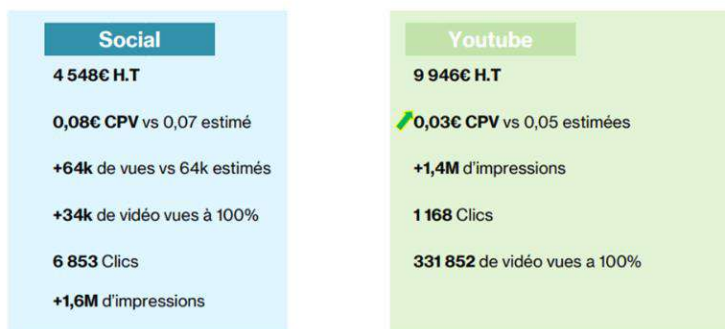 Social
4 548€ H.T
0,08€ CPV vs 0,07 estimé
+64k de vues vs 64k estimés
+34k de vidéo vues à 100%
6 853 Clics
+1,6M d'impressions
Youtube
9 946€ H.T
0,03€ CPV vs 0,05 estimées
+1,4M d'impressions
1 168 Clics
331 852 de vidéo vues a 100%